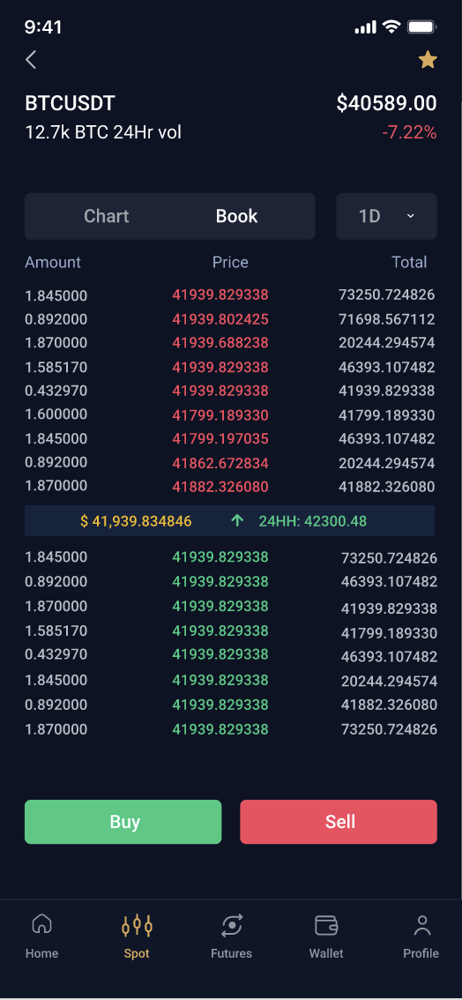 9:41
BTCUSDT $40589.00
12.7k BTC 24Hr vol -7.22%
Chart Book 1D
Amount Price Total
1.845000 41939.829338 73250.724826
0.892000 41939.802425 71698.567112
1.870000 41939.688238 20244.294574
1.585170 41939.829338 46393.107482
0.432970 41939.829338 41939.829338
1.600000 41799.189330 41799.189330
1.845000 41799.197035 46393.107482
0.892000 41862.672834 20244.294574
1.870000 41882.326080 41882.326080
$ 41,939.834846 24HH: 42300.48
1.845000 41939.829338 73250.724826
0.892000 41939.829338 46393.107482
1.870000 41939.829338 41939.829338
1.585170 41939.829338 41799.189330
0.432970 41939.829338 46393.107482
1.845000 41939.829338 20244.294574
0.892000 41939.829338 41882.326080
1.870000 41939.829338 73250.724826
Buy Sell
Home Spot Futures Wallet Profile